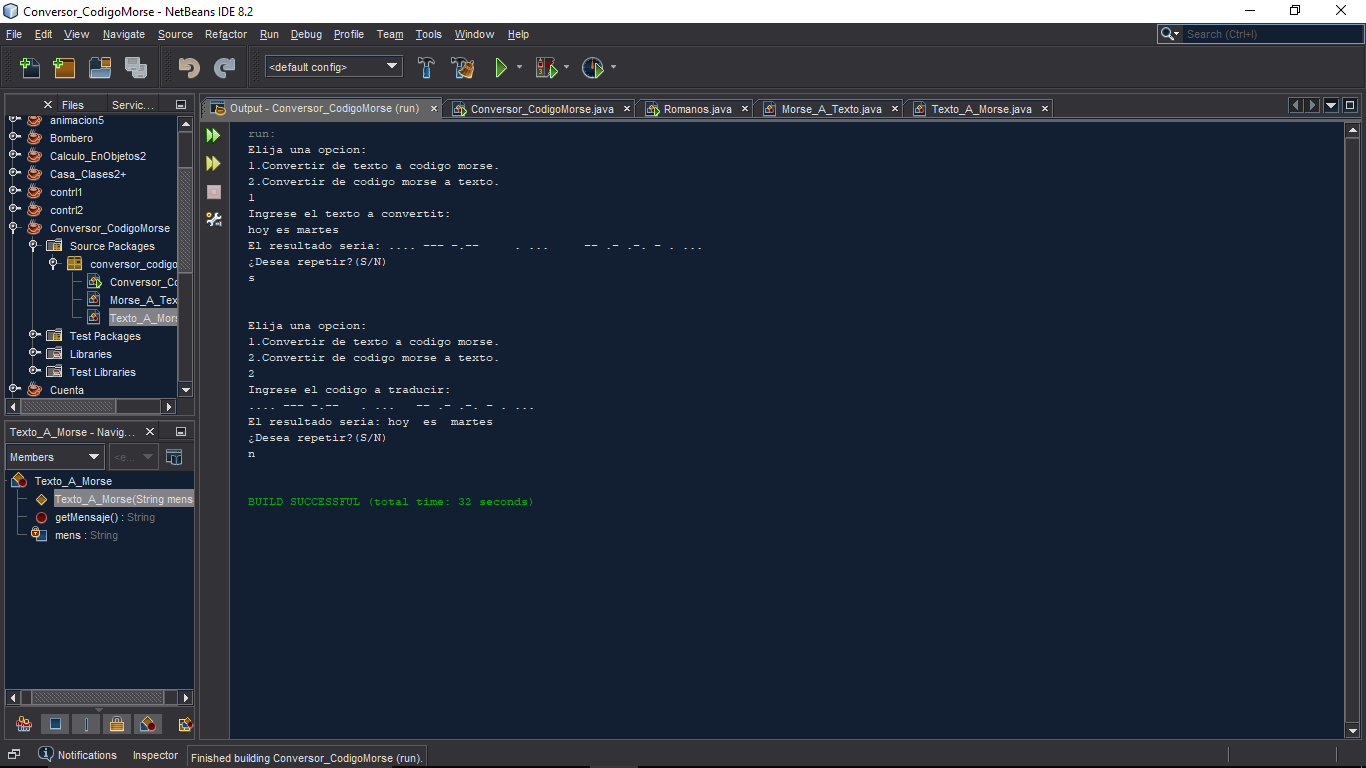 Conversor_CodigoMorse - NetBeans IDE 8.2
File Edit View Navigate Source Refactor Run Debug Profile Team Tools Window Help
Search (Ctrl+I)
<default config>
Files Servic...
animacion5
Bombero
Calculo_EnObjetos2
Casa_Clases2+
contrl1
contrl2
Conversor_CodigoMorse
Source Packages
conversor_codigo
Conversor_Co
Morse_A_Tex
Texto_A_Mors
Test Packages
Libraries
Test Libraries
Cuenta
Texto_A_Morse - Navig...
Members
<e...
Texto_A_Morse
Texto_A_Morse(String mens
getMensaje() : String
mens : String
Output - Conversor_CodigoMorse (run) Conversor_CodigoMorse.java Romanos.java Morse_A_Texto.java Texto_A_Morse.java
run:
Elija una opcion:
1.Convertir de texto a codigo morse.
2.Convertir de codigo morse a texto.
1
Ingrese el texto a convertit:
hoy es martes
El resultado seria: .... --- -.--     . ...     -- .- .-. - . ...
¿Desea repetir?(S/N)
s
Elija una opcion:
1.Convertir de texto a codigo morse.
2.Convertir de codigo morse a texto.
2
Ingrese el codigo a traducir:
.... --- -.--   . ...   -- .- .-. - . ...
El resultado seria: hoy  es  martes
¿Desea repetir?(S/N)
n
BUILD SUCCESSFUL (total time: 32 seconds)
Notifications Inspector Finished building Conversor_CodigoMorse (run).